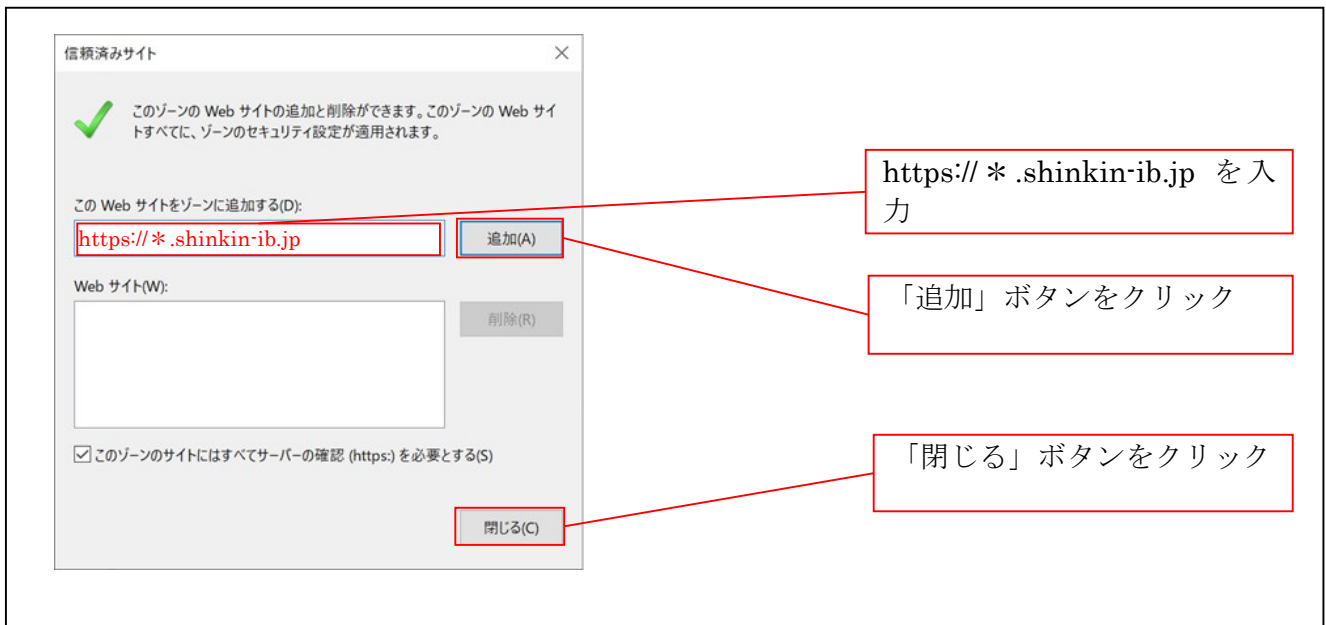 信頼済みサイト
このゾーンの Web サイトの追加と削除ができます。このゾーンの Web サイ
トすべてに、ゾーンのセキュリティ設定が適用されます。
この Web サイトをゾーンに追加する(D):
https://＊.shinkin-ib.jp
追加(A)
Web サイト(W):
削除(R)
このゾーンのサイトにはすべてサーバーの確認 (https:) を必要とする(S)
閉じる(C)
https://＊.shinkin-ib.jp を入
力
「追加」ボタンをクリック
「閉じる」ボタンをクリック